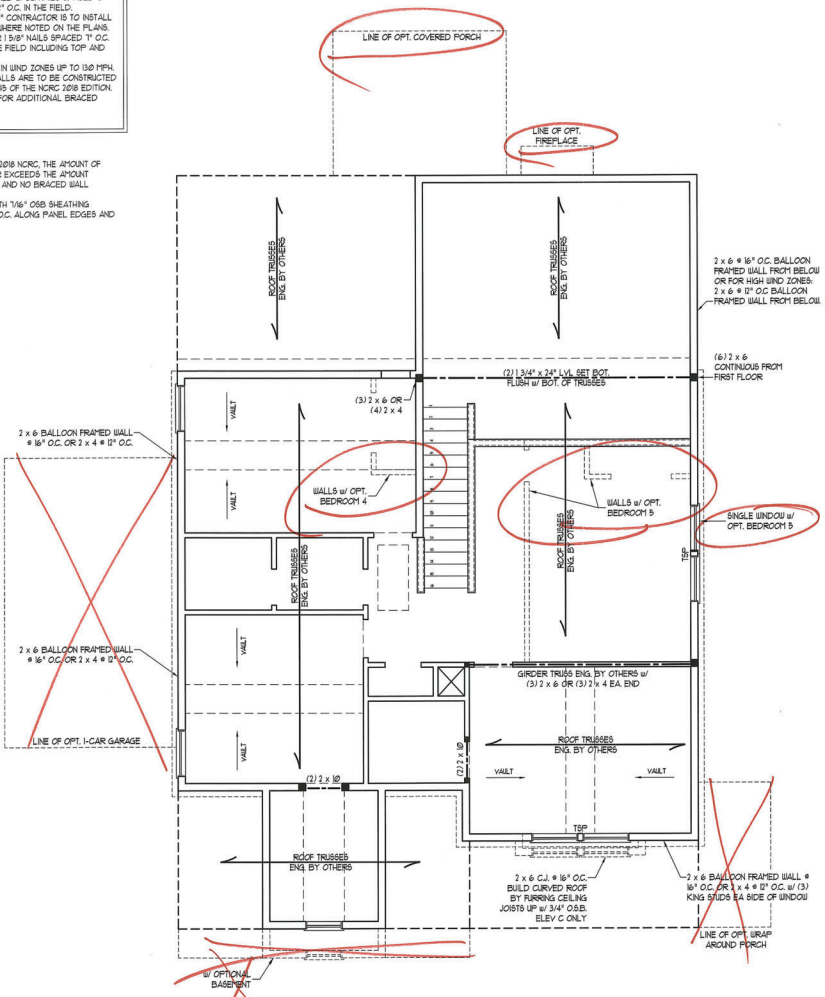 " O.C. IN THE FIELD.
" CONTRACTOR IS TO INSTALL
WHERE NOTED ON THE PLANS.
1 5/8" NAILS SPACED 7" O.C.
FIELD INCLUDING TOP AND
IN WIND ZONES UP TO 130 MPH.
ALLS ARE TO BE CONSTRUCTED
OF THE NCRC 2018 EDITION.
FOR ADDITIONAL BRACED
2018 NCRC, THE AMOUNT OF
EXCEEDS THE AMOUNT
AND NO BRACED WALL
TH 7/16" OSB SHEATHING
O.C. ALONG PANEL EDGES AND
LINE OF OPT. COVERED PORCH
LINE OF OPT.
FIREPLACE
ROOF TRUSSES
ENG. BY OTHERS
ROOF TRUSSES
ENG. BY OTHERS
2 x 6 @ 16" O.C. BALLOON
FRAMED WALL FROM BELOW
OR FOR HIGH WIND ZONES:
2 x 6 @ 12" O.C BALLOON
FRAMED WALL FROM BELOW.
(2) 1 3/4" x 24" LVL SET BOT.
FLUSH w/ BOT. OF TRUSSES
(6) 2 x 6
CONTINUOUS FROM
FIRST FLOOR
(3) 2 x 6 OR
(4) 2 x 4
VAULT
VAULT
2 x 6 BALLOON FRAMED WALL
@ 16" O.C. OR 2 x 4 @ 12" O.C.
WALLS w/ OPT.
BEDROOM 4
WALLS w/ OPT.
BEDROOM 5
SINGLE WINDOW w/
OPT. BEDROOM 5
ROOF TRUSSES
ENG. BY OTHERS
TSP
ROOF TRUSSES
ENG. BY OTHERS
2 x 6 BALLOON FRAMED WALL
@ 16" O.C. OR 2 x 4 @ 12" O.C.
VAULT
VAULT
GIRDER TRUSS ENG. BY OTHERS w/
(3) 2 x 6 OR (3) 2 x 4 EA. END
LINE OF OPT. 1-CAR GARAGE
ROOF TRUSSES
ENG. BY OTHERS
VAULT
VAULT
(2) 2 x 10
(2) 2 x 10
TSP
ROOF TRUSSES
ENG. BY OTHERS
2 x 6 C.J. @ 16" O.C.
BUILD CURVED ROOF
BY FURRING CEILING
JOISTS UP w/ 3/4" O.S.B.
ELEV C ONLY
2 x 6 BALLOON FRAMED WALL @
16" O.C. OR 2 x 4 @ 12" O.C. w/ (3)
KING STUDS EA SIDE OF WINDOW
LINE OF OPT. WRAP
AROUND PORCH
w/ OPTIONAL
BASEMENT